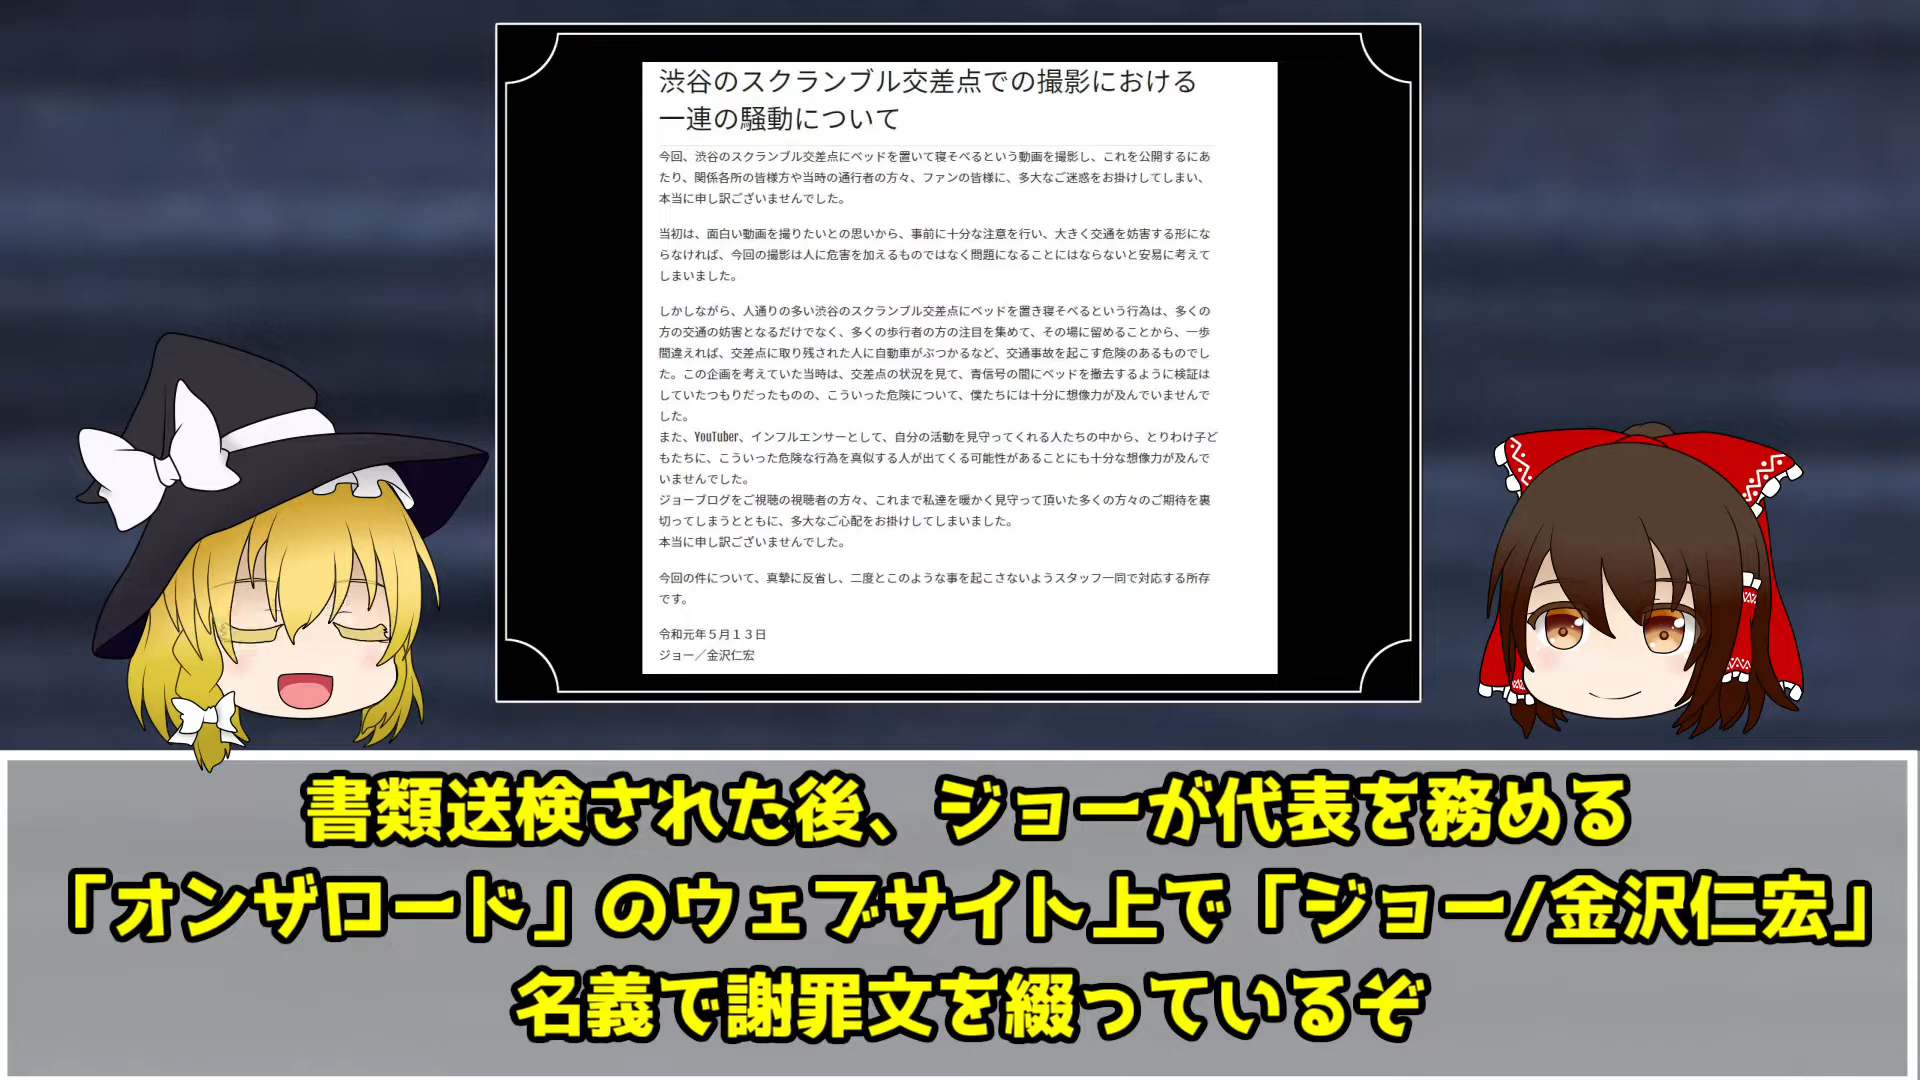 渋谷のスクランブル交差点での撮影における
一連の騒動について
今回、渋谷のスクランブル交差点にベッドを置いて寝そべるという動画を撮影し、これを公開するにあ
たり、関係各所の皆様方や当時の通行者の方々、ファンの皆様に、多大なご迷惑をお掛けしてしまい、
本当に申し訳ございませんでした。
当初は、面白い動画を撮りたいとの思いから、事前に十分な注意を行い、大きく交通を妨害する形にな
らなければ、今回の撮影は人に危害を加えるものではなく問題になることにはならないと安易に考えて
しまいました。
しかしながら、人通りの多い渋谷のスクランブル交差点にベッドを置き寝そべるという行為は、多くの
方の交通の妨害となるだけでなく、多くの歩行者の方の注目を集めて、その場に留めることから、一歩
間違えれば、交差点に取り残された人に自動車がぶつかるなど、交通事故を起こす危険のあるものでし
た。この企画を考えていた当時は、交差点の状況を見て、青信号の間にベッドを撤去するように検証は
していたつもりだったものの、こういった危険について、僕たちには十分に想像力が及んでいませんで
した。
また、YouTuber、インフルエンサーとして、自分の活動を見守ってくれる人たちの中から、とりわけ子ど
もたちに、こういった危険な行為を真似する人が出てくる可能性があることにも十分な想像力が及んで
いませんでした。
ジョーブログをご視聴の視聴者の方々、これまで私達を暖かく見守って頂いた多くの方々のご期待を裏
切ってしまうとともに、多大なご心配をお掛けしてしまいました。
本当に申し訳ございませんでした。
今回の件について、真摯に反省し、二度とこのような事を起こさないようスタッフ一同で対応する所存
です。
令和元年５月１３日
ジョー／金沢仁宏
書類送検された後、ジョーが代表を務める
「オンザロード」のウェブサイト上で「ジョー/金沢仁宏」
名義で謝罪文を綴っているぞ